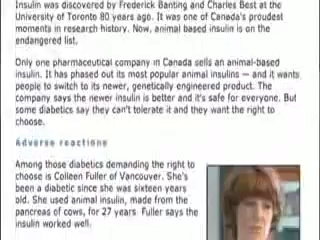 Insulin was discovered by Frederick Banting and Charles Best at the
University of Toronto 80 years ago. It was one of Canada's proudest
moments in research history. Now, animal based insulin is on the
endangered list.
Only one pharmaceutical company in Canada sells an animal-based
insulin. It has phased out its most popular animal insulins — and it wants
people to switch to its newer, genetically engineered product. The
company says the newer insulin is better and it's safe for everyone. But
some diabetics say they can't tolerate it and they want the right to
choose.
Adverse reactions
Among those diabetics demanding the right to
choose is Colleen Fuller of Vancouver. She's
been a diabetic since she was sixteen years
old. She used animal insulin, made from the
pancreas of cows, for 27 years. Fuller says the
insulin worked well.